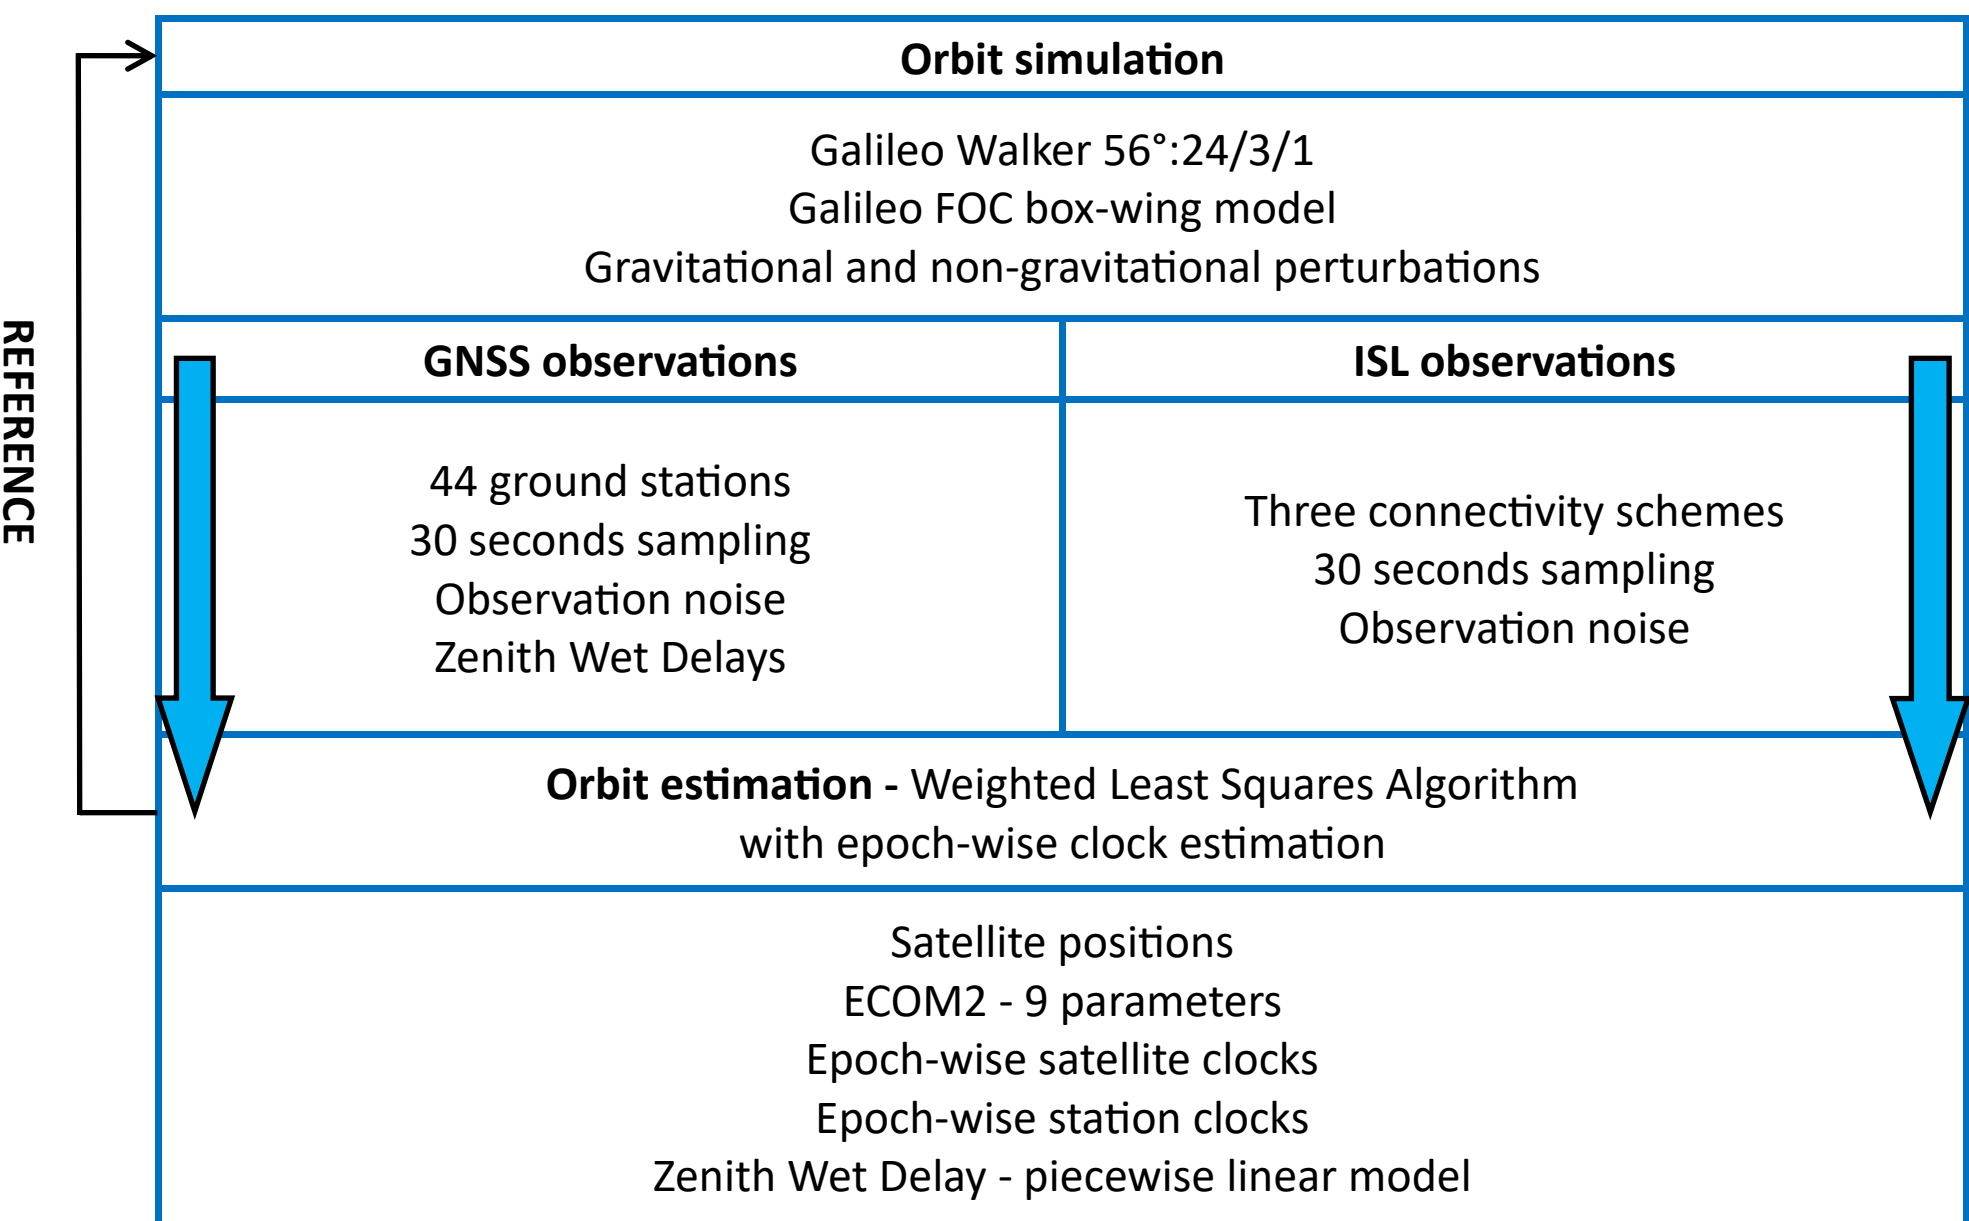 Orbit simulation
Galileo Walker 56°:24/3/1
Galileo FOC box-wing model
Gravitational and non-gravitational perturbations
REFERENCE
GNSS observations
44 ground stations
30 seconds sampling
Observation noise
Zenith Wet Delays
ISL observations
Three connectivity schemes
30 seconds sampling
Observation noise
Orbit estimation - Weighted Least Squares Algorithm
with epoch-wise clock estimation
Satellite positions
ECOM2 - 9 parameters
Epoch-wise satellite clocks
Epoch-wise station clocks
Zenith Wet Delay - piecewise linear model